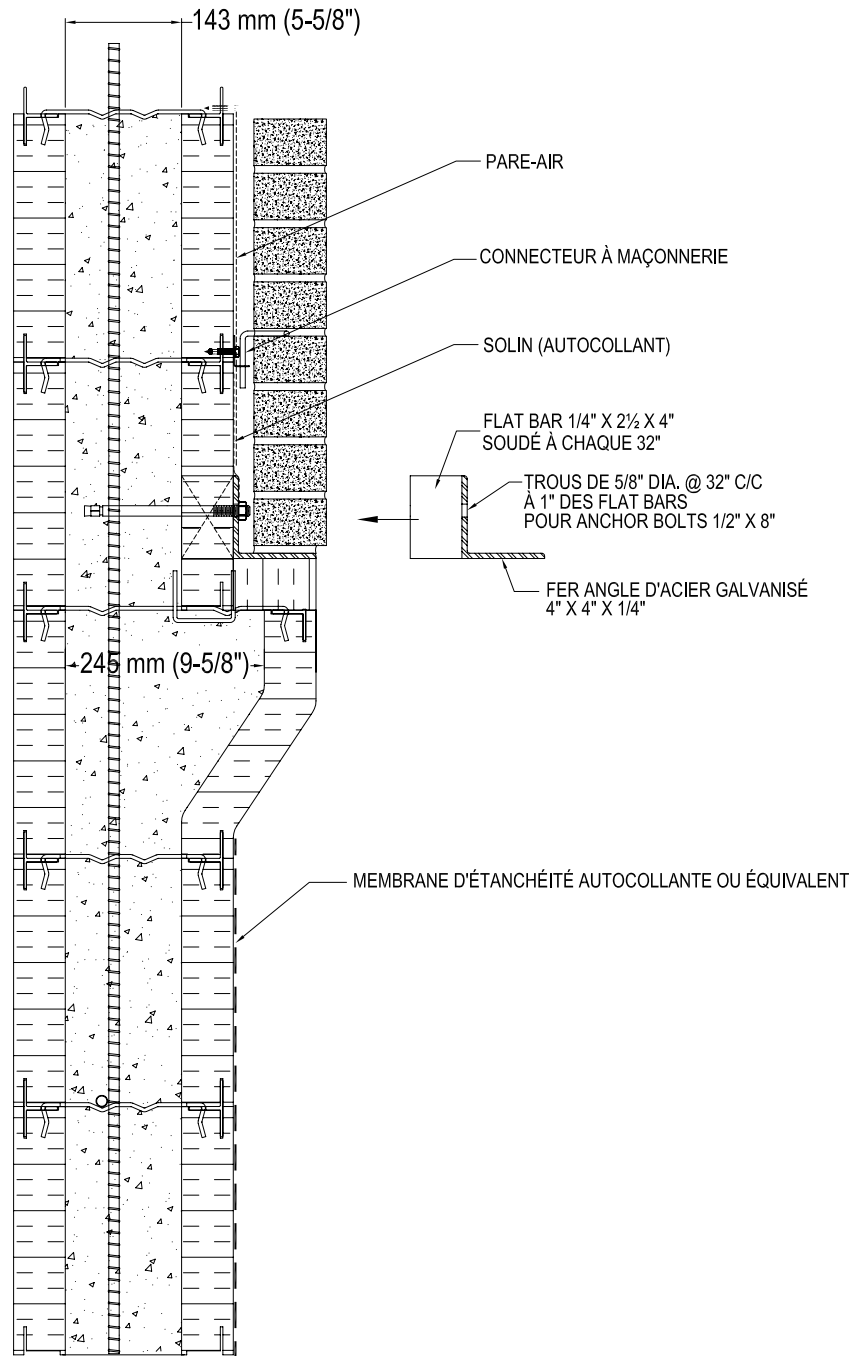 143 mm (5-5/8")
PARE-AIR
CONNECTEUR À MAÇONNERIE
SOLIN (AUTOCOLLANT)
FLAT BAR 1/4" X 2½ X 4"
SOUDÉ À CHAQUE 32"
TROUS DE 5/8" DIA. @ 32" C/C
À 1" DES FLAT BARS
POUR ANCHOR BOLTS 1/2" X 8"
FER ANGLE D'ACIER GALVANISÉ
4" X 4" X 1/4"
245 mm (9-5/8")
MEMBRANE D'ÉTANCHÉITÉ AUTOCOLLANTE OU ÉQUIVALENT